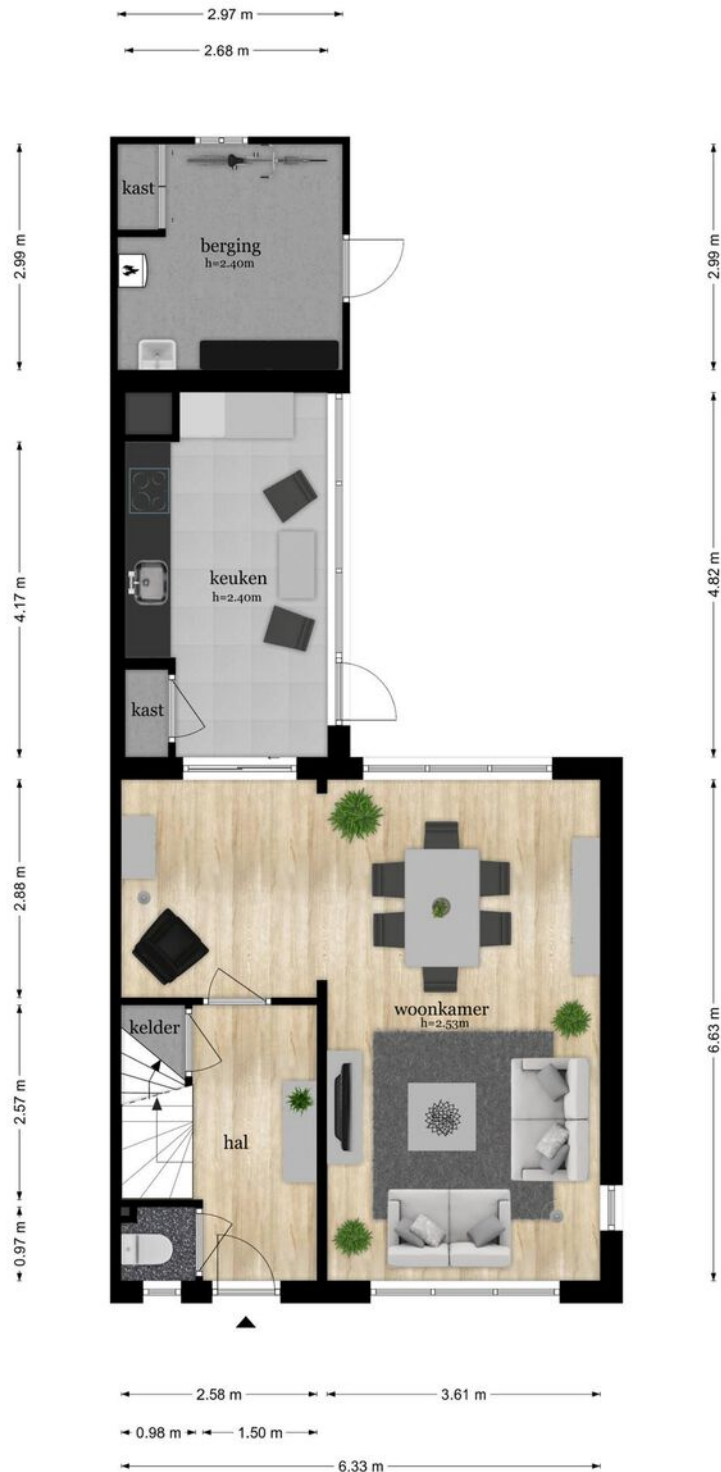 2.97 m
2.68 m
kast
berging
h=2.40m
2.99 m
2.99 m
keuken
h=2.40m
4.17 m
4.82 m
kast
2.88 m
woonkamer
h=2.53m
kelder
hal
2.57 m
6.63 m
0.97 m
2.58 m
3.61 m
0.98 m
1.50 m
6.33 m